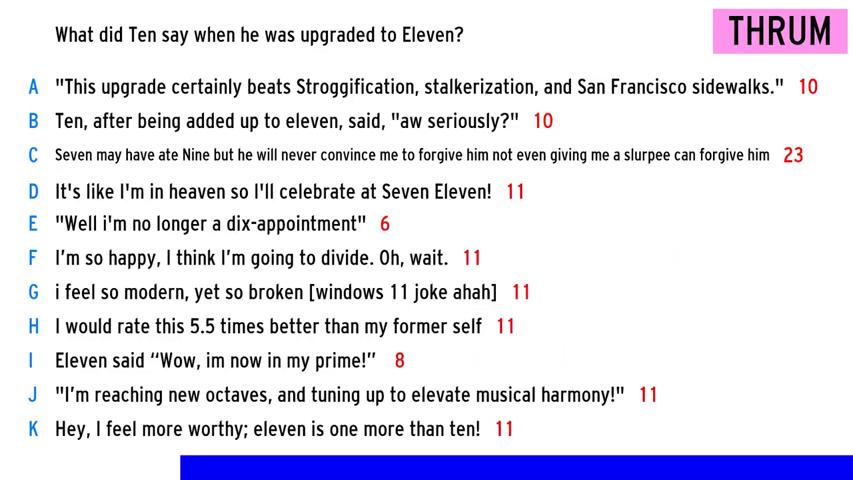 What did Ten say when he was upgraded to Eleven?
THRUM
A "This upgrade certainly beats Stroggification, stalkerization, and San Francisco sidewalks." 10
B Ten, after being added up to eleven, said, "aw seriously?" 10
C Seven may have ate Nine but he will never convince me to forgive him not even giving me a slurpee can forgive him 23
D It's like I'm in heaven so I'll celebrate at Seven Eleven! 11
E "Well i'm no longer a dix-appointment" 6
F I’m so happy, I think I’m going to divide. Oh, wait. 11
G i feel so modern, yet so broken [windows 11 joke ahah] 11
H I would rate this 5.5 times better than my former self 11
I Eleven said “Wow, im now in my prime!” 8
J "I’m reaching new octaves, and tuning up to elevate musical harmony!" 11
K Hey, I feel more worthy; eleven is one more than ten! 11